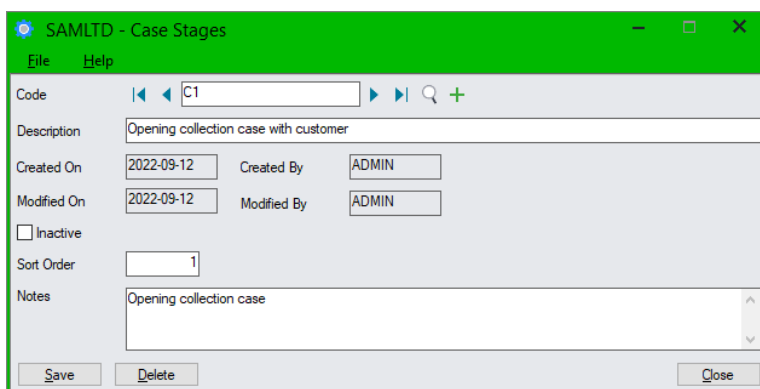 SAMLTD - Case Stages
File Help
Code C1
Description Opening collection case with customer
Created On 2022-09-12 Created By ADMIN
Modified On 2022-09-12 Modified By ADMIN
Inactive
Sort Order 1
Notes Opening collection case
Save Delete Close